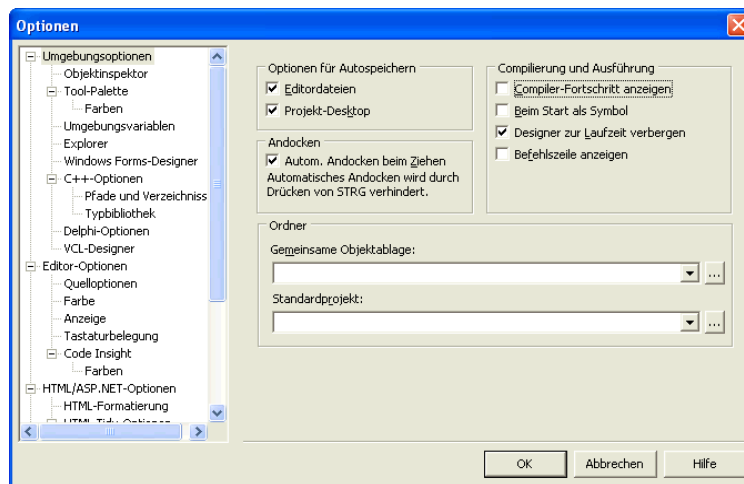 Optionen
Umgebungsoptionen
Objektinspektor
Tool-Palette
Farben
Umgebungsvariablen
Explorer
Windows Forms-Designer
C++-Optionen
Pfade und Verzeichniss
Typbibliothek
Delphi-Optionen
VCL-Designer
Editor-Optionen
Quelloptionen
Farbe
Anzeige
Tastaturbelegung
Code Insight
Farben
HTML/ASP.NET-Optionen
HTML-Formatierung
HTML Tidy-Optionen
Optionen für Autospeichern
Editordateien
Projekt-Desktop
Andocken
Autom. Andocken beim Ziehen
Automatisches Andocken wird durch
Drücken von STRG verhindert.
Compilierung und Ausführung
Compiler-Fortschritt anzeigen
Beim Start als Symbol
Designer zur Laufzeit verbergen
Befehlszeile anzeigen
Ordner
Gemeinsame Objektablage:
...
Standardprojekt:
...
OK
Abbrechen
Hilfe